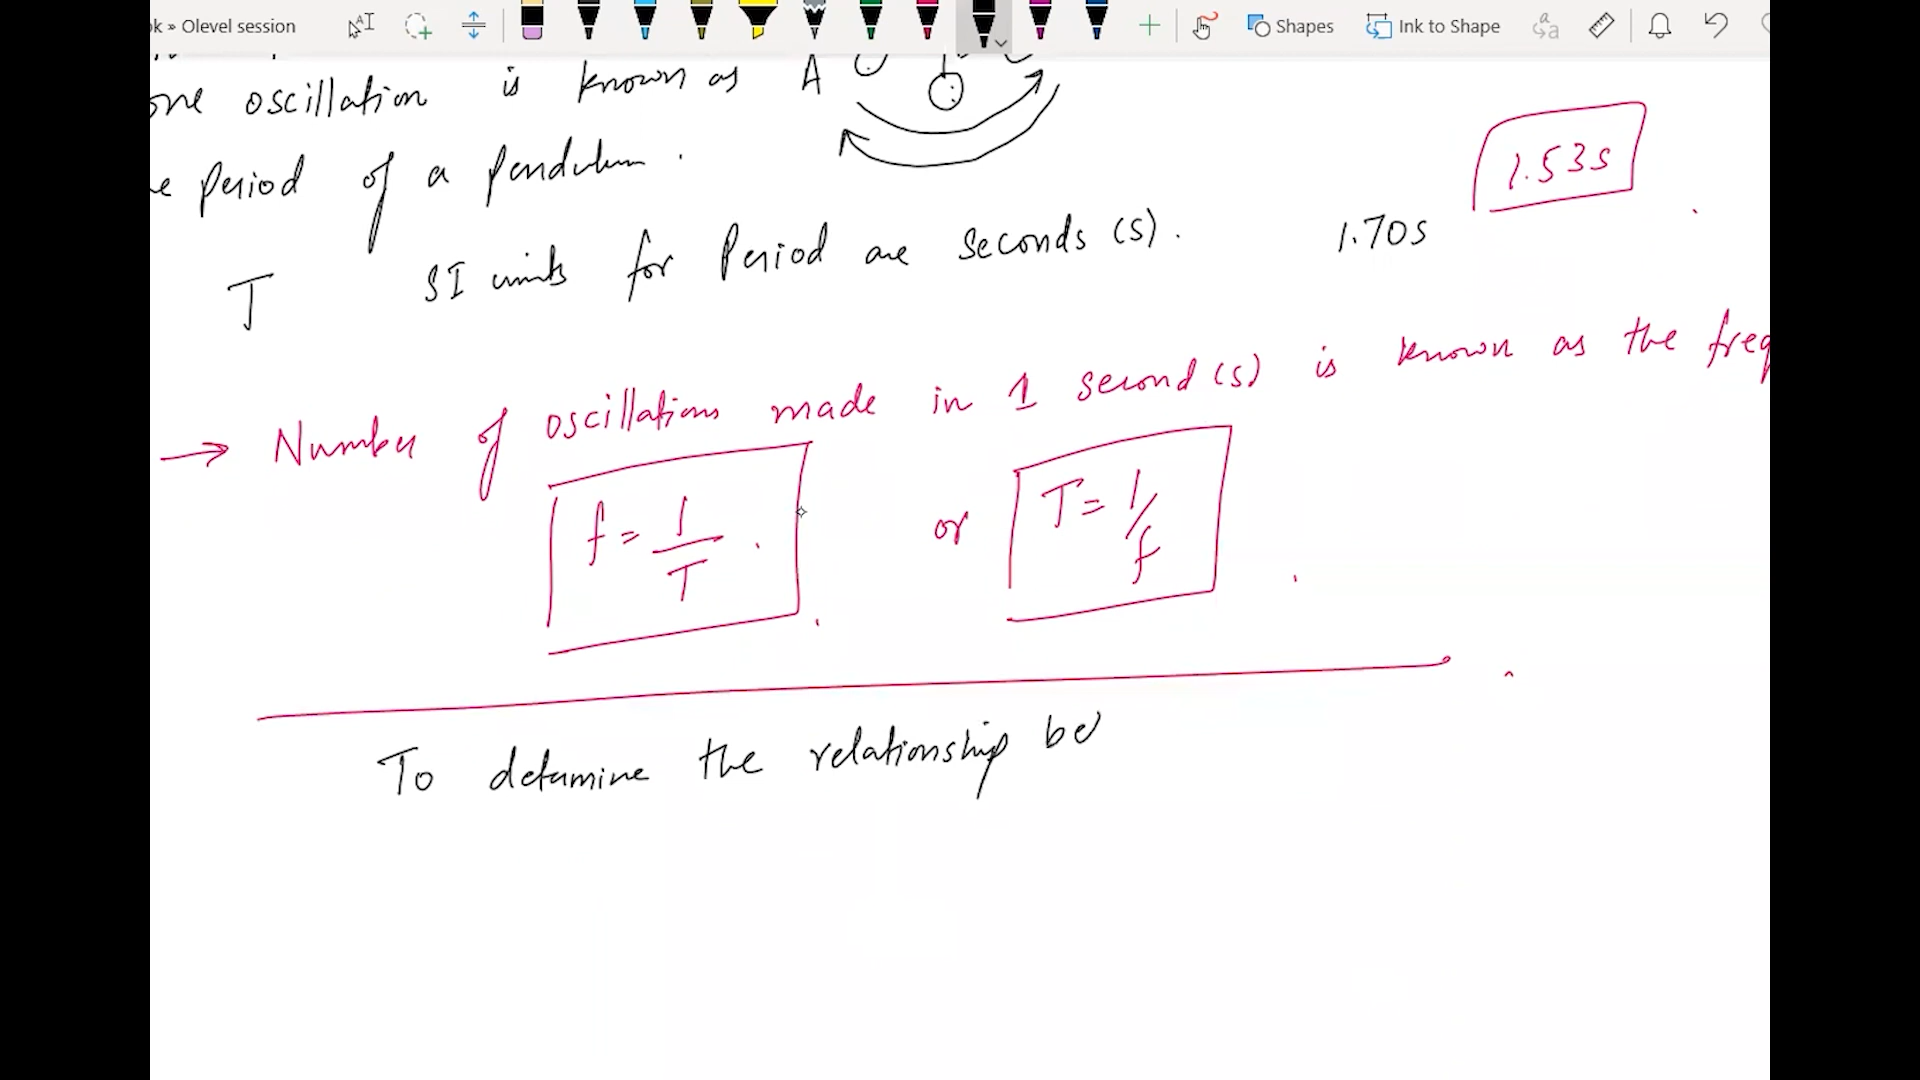 ok » Olevel session
Shapes
Ink to Shape
one oscillation is known as A
e period of a pendulum.
1.53s
T SI units for Period are seconds (s). 1.70s
→ Number of oscillations made in 1 second (s) is known as the freq
f = 1/T . or T = 1/f
To determine the relationship be